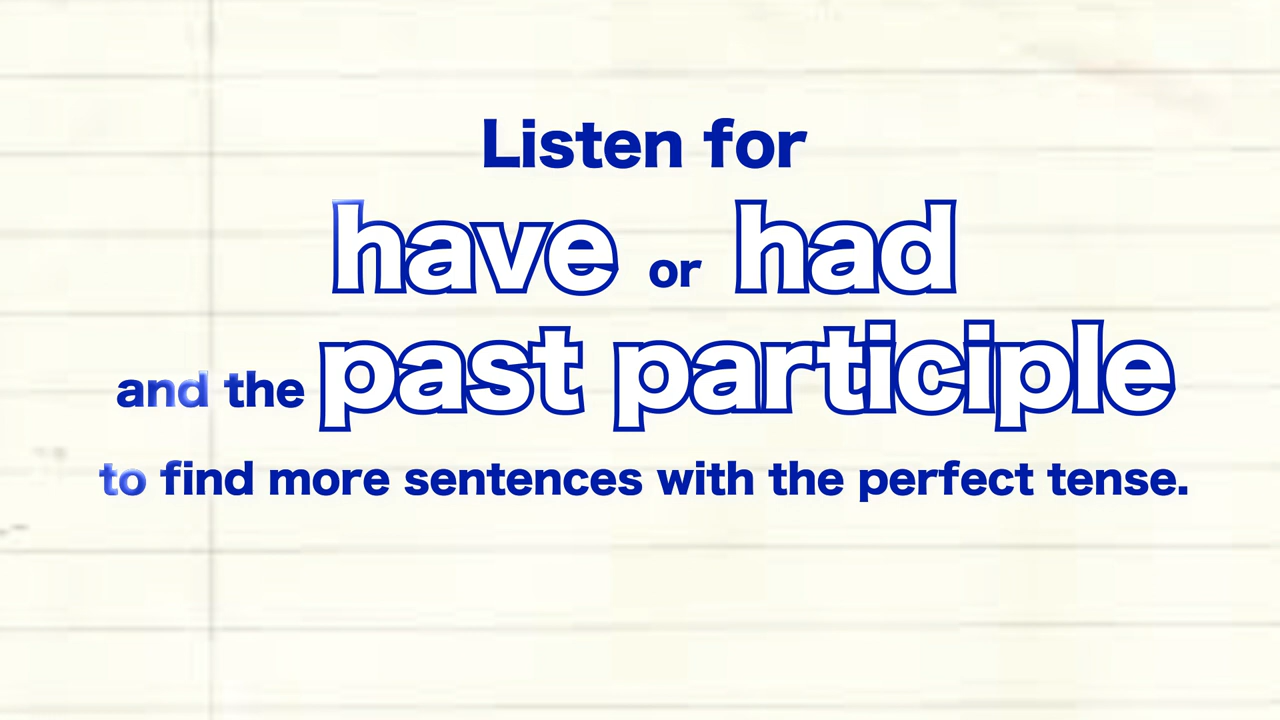 Listen for
have or had
and the past participle
to find more sentences with the perfect tense.